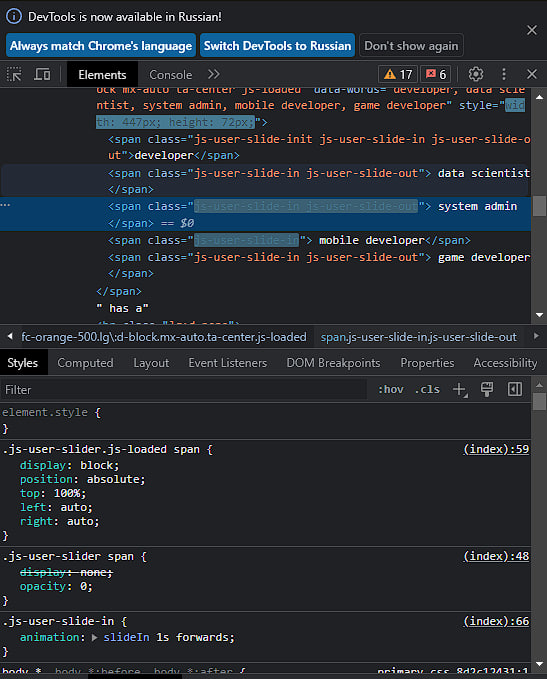 DevTools is now available in Russian!
Always match Chrome's language Switch DevTools to Russian Don't show again
Elements Console 17 6
ock mx-auto ta-center js-loaded" data-words="developer, data scie
ntist, system admin, mobile developer, game developer" style="wid
th: 447px; height: 72px;">
<span class="js-user-slide-init js-user-slide-in js-user-slide-o
ut">developer</span>
<span class="js-user-slide-in js-user-slide-out"> data scientist
</span>
<span class="js-user-slide-in js-user-slide-out"> system admin
</span> == $0
<span class="js-user-slide-in"> mobile developer</span>
<span class="js-user-slide-in js-user-slide-out"> game developer
</span>
</span>
" has a"
<br class="lg:d-none">
fc-orange-500.lg\:d-block.mx-auto.ta-center.js-loaded span.js-user-slide-in.js-user-slide-out
Styles Computed Layout Event Listeners DOM Breakpoints Properties Accessibility
Filter :hov .cls
element.style {
}
.js-user-slider.js-loaded span { (index):59
display: block;
position: absolute;
top: 100%;
left: auto;
right: auto;
}
.js-user-slider span { (index):48
display: none;
opacity: 0;
}
.js-user-slide-in { (index):66
animation: slideIn 1s forwards;
}
body *, body *:before, body *:after { primary.css